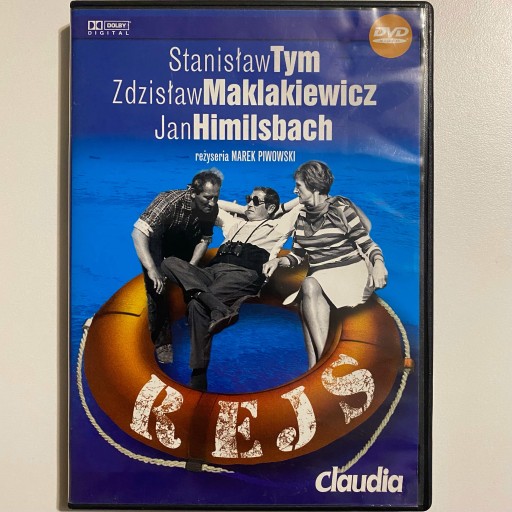 DOLBY
DIGITAL
DVD
Stanisław Tym
Zdzisław Maklakiewicz
Jan Himilsbach
reżyseria MAREK PIWOWSKI
REJS
claudia